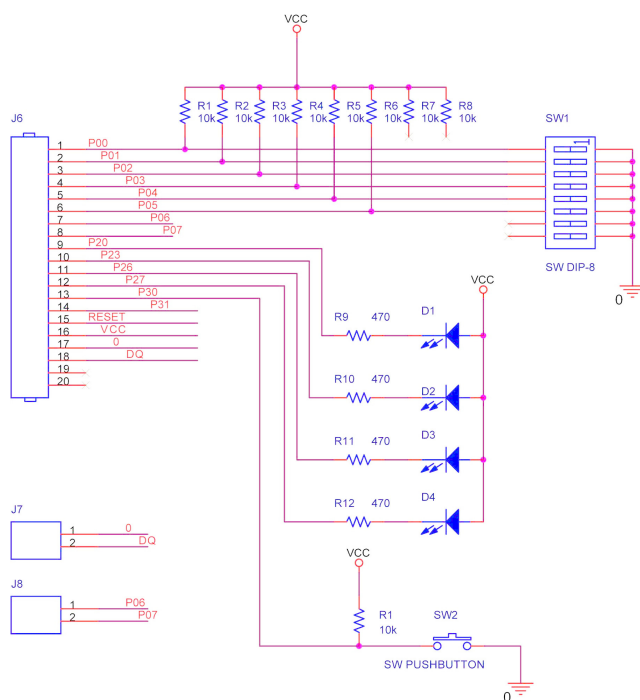 VCC
J6
R1 R2 R3 R4 R5 R6 R7 R8
10k 10k 10k 10k 10k 10k 10k 10k
SW1
1
1 P00
2 P01
3 P02
4 P03
5 P04
6 P05
7 P06
8 P07
9 P20
10 P23
11 P26
12 P27
13 P30
14 P31
15 RESET
16 VCC
17 0
18 DQ
19
20
SW DIP-8
0
VCC
R9 470 D1
R10 470 D2
R11 470 D3
R12 470 D4
J7
1 0
2 DQ
VCC
J8
1 P06
2 P07
R1 SW2
10k
SW PUSHBUTTON
0